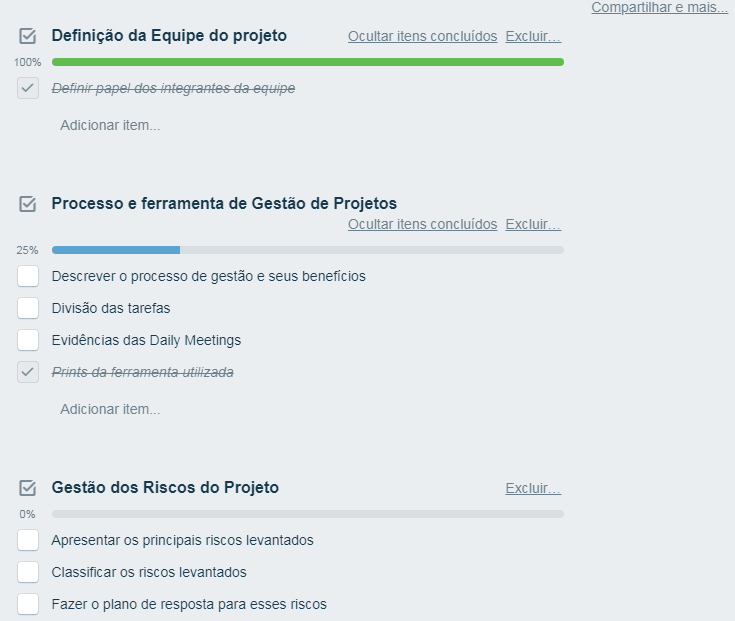 Compartilhar e mais...
Definição da Equipe do projeto Ocultar itens concluídos Excluir...
100%
Definir papel dos integrantes da equipe
Adicionar item...
Processo e ferramenta de Gestão de Projetos
Ocultar itens concluídos Excluir...
25%
Descrever o processo de gestão e seus benefícios
Divisão das tarefas
Evidências das Daily Meetings
Prints da ferramenta utilizada
Adicionar item...
Gestão dos Riscos do Projeto Excluir...
0%
Apresentar os principais riscos levantados
Classificar os riscos levantados
Fazer o plano de resposta para esses riscos